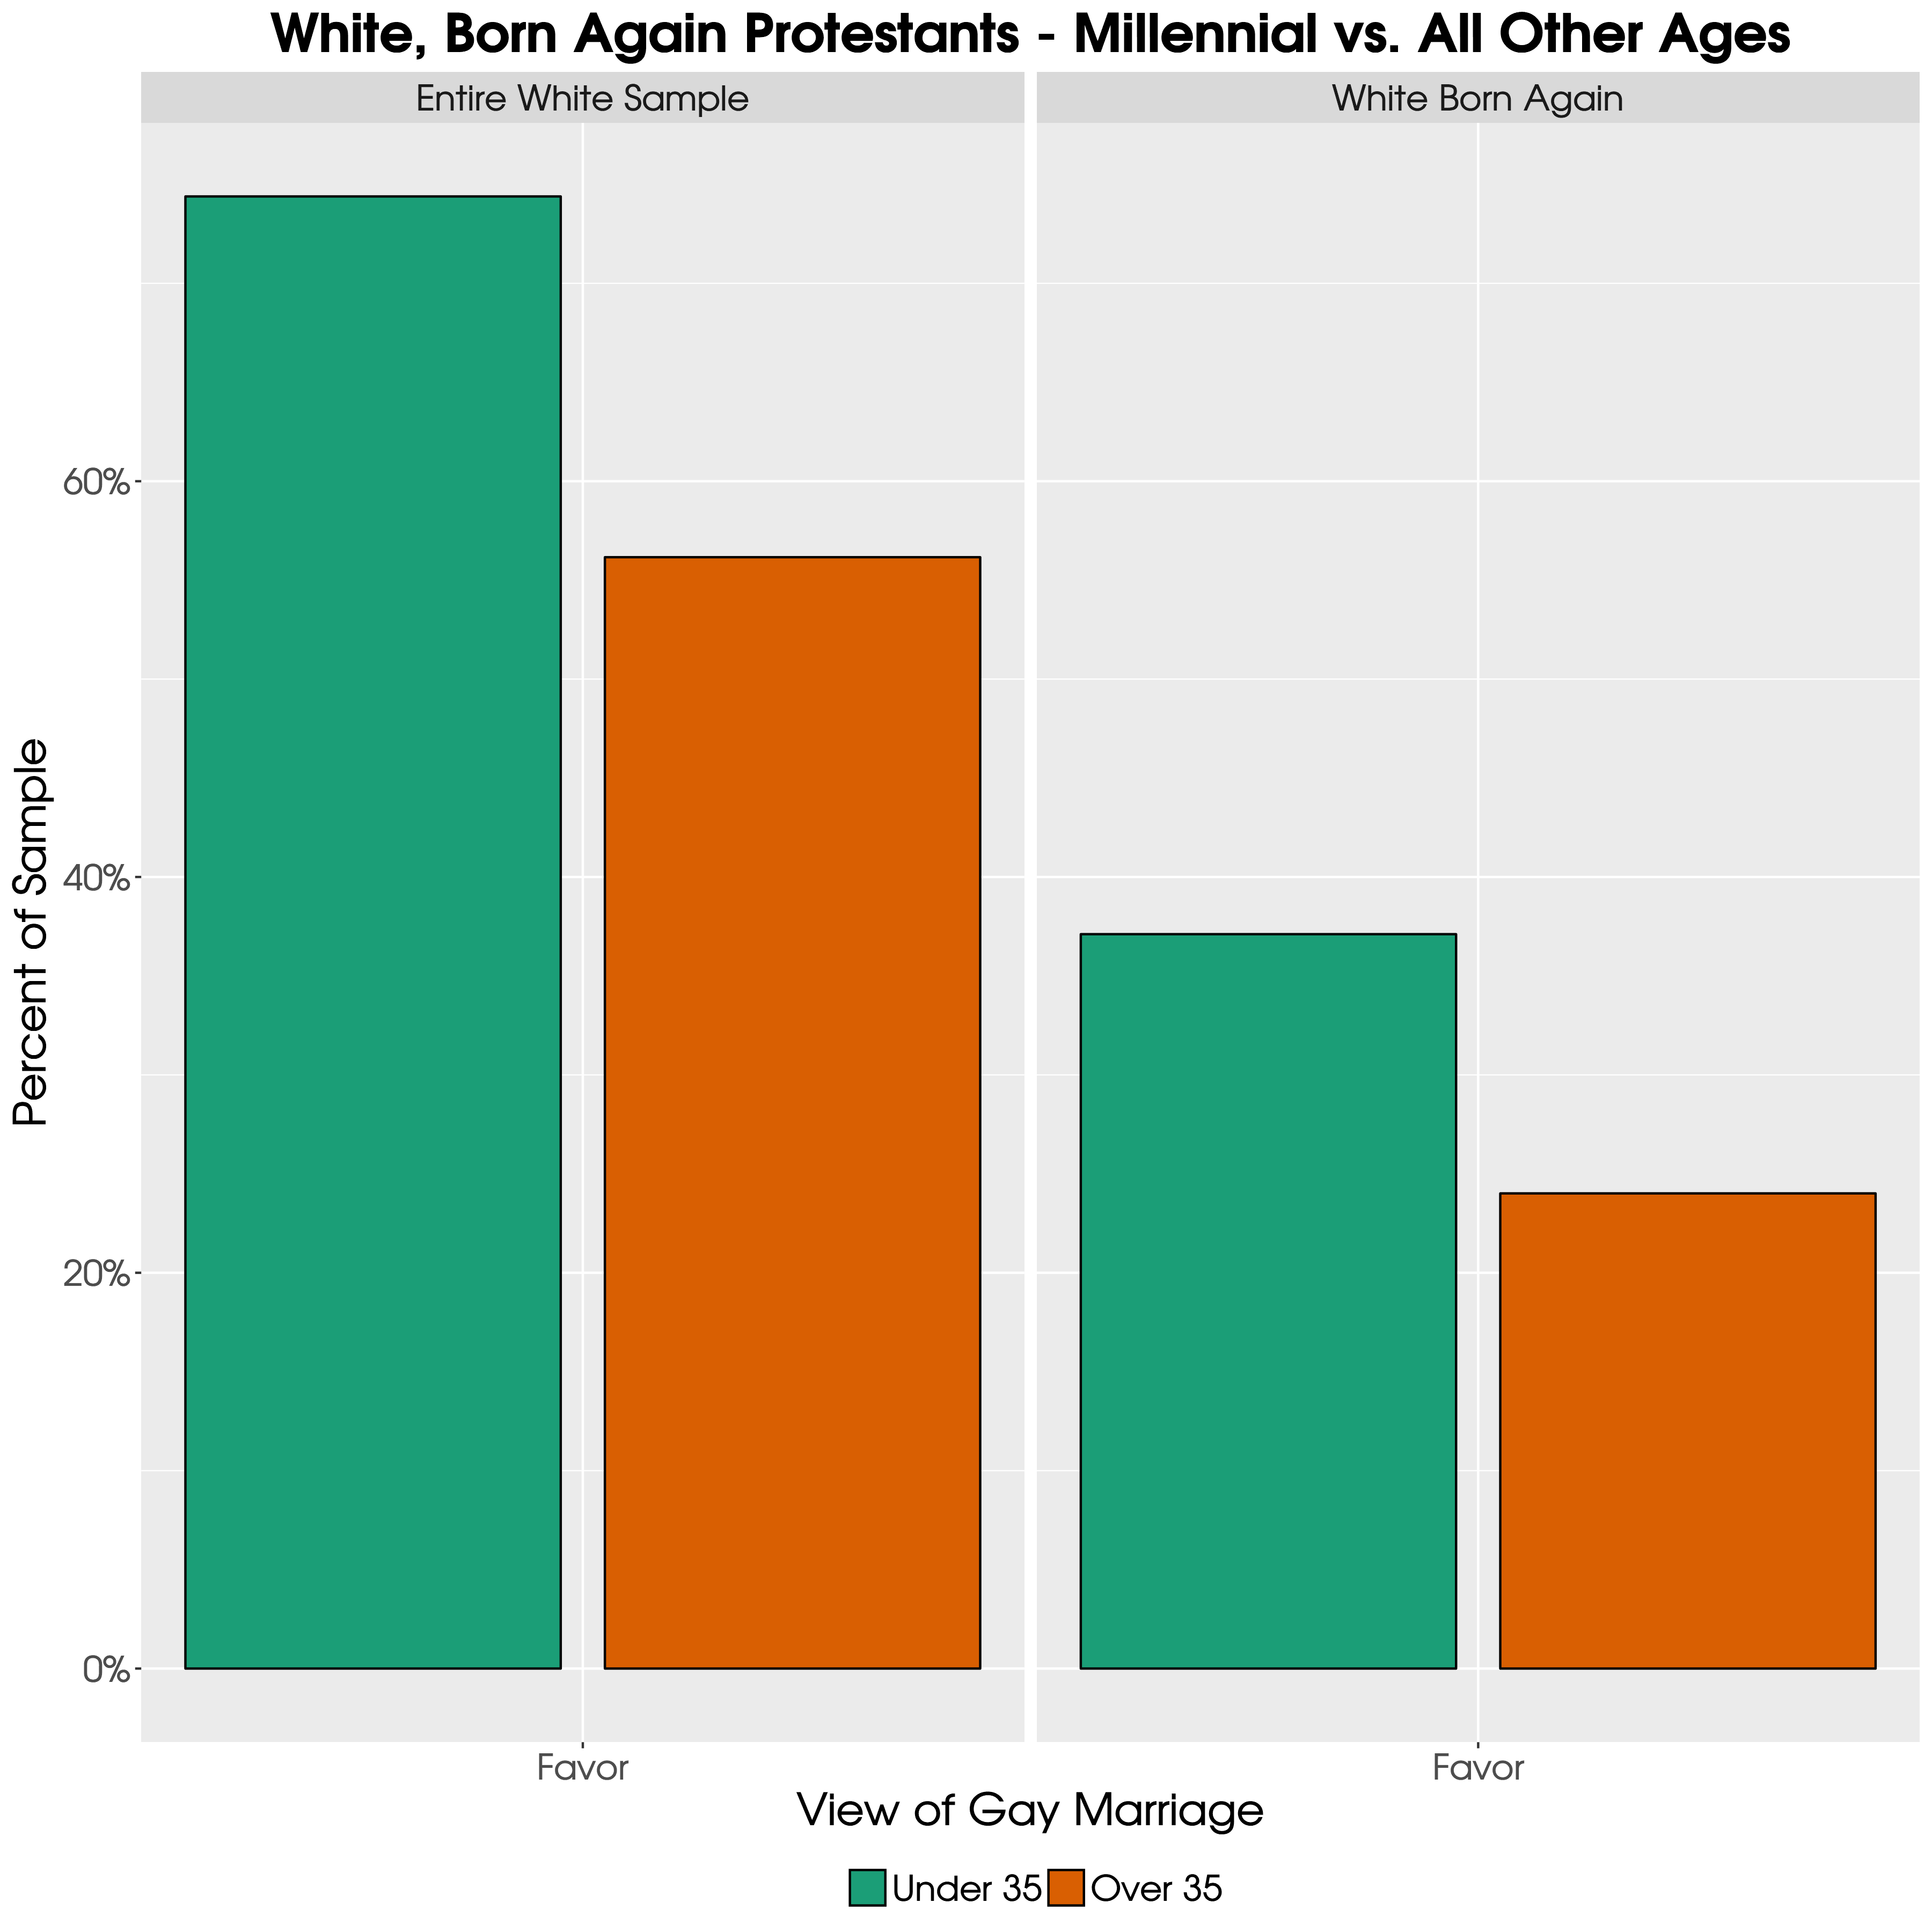 White, Born Again Protestants - Millennial vs. All Other Ages
Entire White Sample
White Born Again
Percent of Sample
60%
40%
20%
0%
Favor
Favor
View of Gay Marriage
Under 35
Over 35